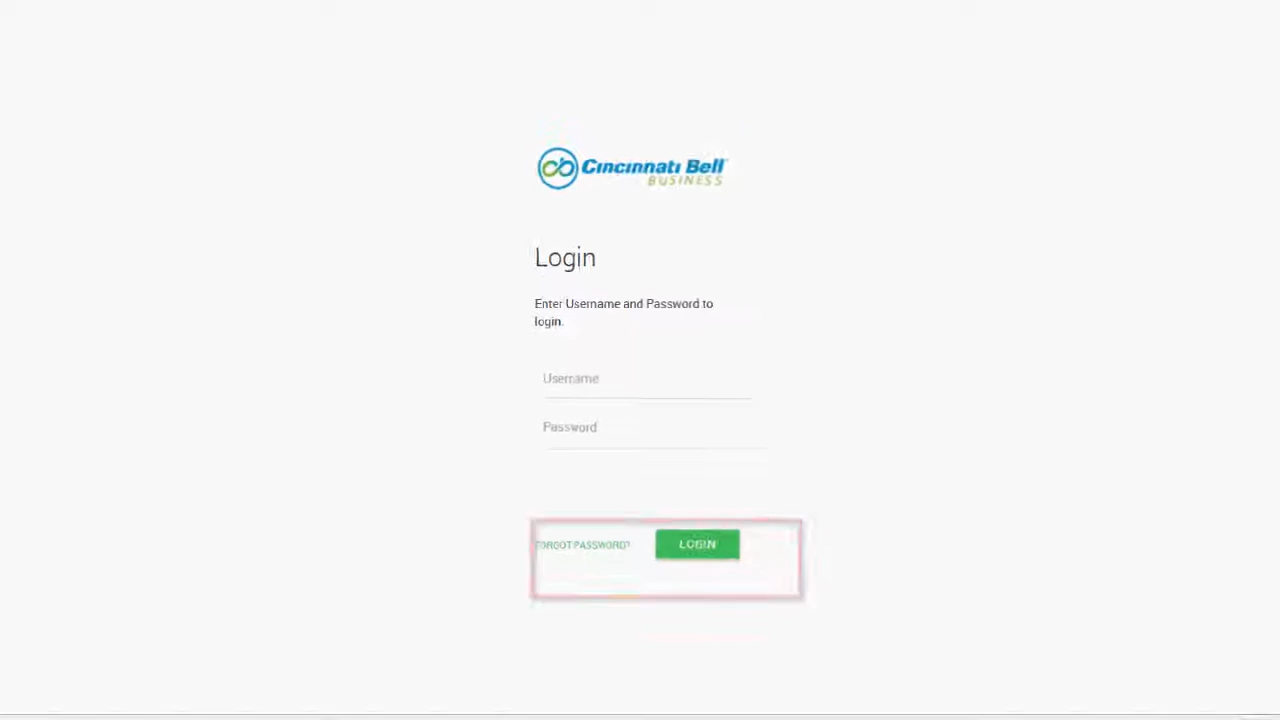 Cincinnati Bell
BUSINESS
Login
Enter Username and Password to
login.
Username
Password
FORGOT PASSWORD? LOGIN